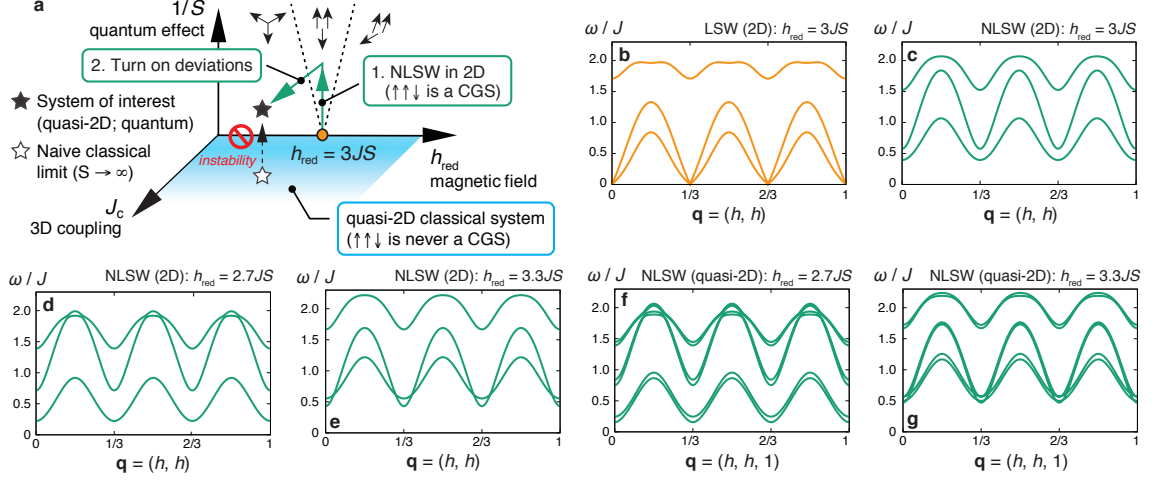 a
1/S
quantum effect
2. Turn on deviations
1. NLSW in 2D
(↑↑↓ is a CGS)
System of interest
(quasi-2D; quantum)
Naive classical
limit (S → ∞)
instability
h_red = 3JS
h_red
magnetic field
J_c
3D coupling
quasi-2D classical system
(↑↑↓ is never a CGS)
ω / J
LSW (2D): h_red = 3JS
b
2.0
1.5
1.0
0.5
0
0
1/3
2/3
1
q = (h, h)
ω / J
NLSW (2D): h_red = 3JS
c
2.0
1.5
1.0
0.5
0
0
1/3
2/3
1
q = (h, h)
ω / J
NLSW (2D): h_red = 2.7JS
d
2.0
1.5
1.0
0.5
0
0
1/3
2/3
1
q = (h, h)
ω / J
NLSW (2D): h_red = 3.3JS
2.0
1.5
1.0
0.5
0
e
0
1/3
2/3
1
q = (h, h)
ω / J
NLSW (quasi-2D): h_red = 2.7JS
f
2.0
1.5
1.0
0.5
0
0
1/3
2/3
1
q = (h, h, 1)
ω / J
NLSW (quasi-2D): h_red = 3.3JS
2.0
1.5
1.0
0.5
0
g
0
1/3
2/3
1
q = (h, h, 1)